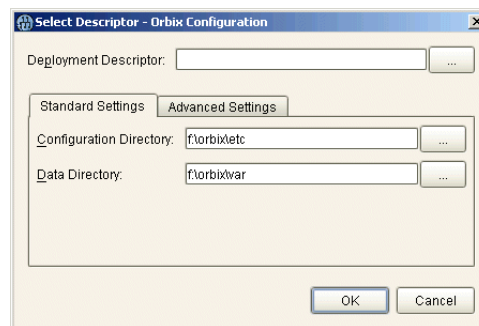 Select Descriptor - Orbix Configuration
Deployment Descriptor: ...
Standard Settings Advanced Settings
Configuration Directory: f:\orbix\etc ...
Data Directory: f:\orbix\var ...
OK Cancel